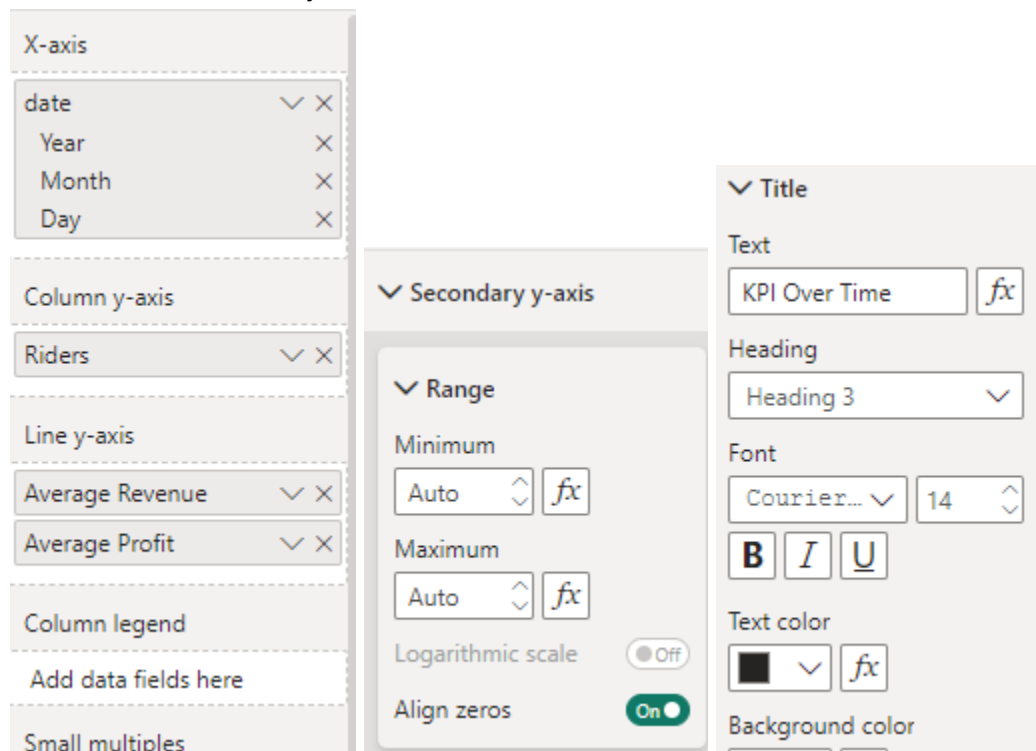 X-axis
date
Year
Month
Day
Column y-axis
Riders
Line y-axis
Average Revenue
Average Profit
Column legend
Add data fields here
Small multiples
Secondary y-axis
Range
Minimum
Auto fx
Maximum
Auto fx
Logarithmic scale Off
Align zeros On
Title
Text
KPI Over Time fx
Heading
Heading 3
Font
Courier... 14
B I U
Text color
fx
Background color